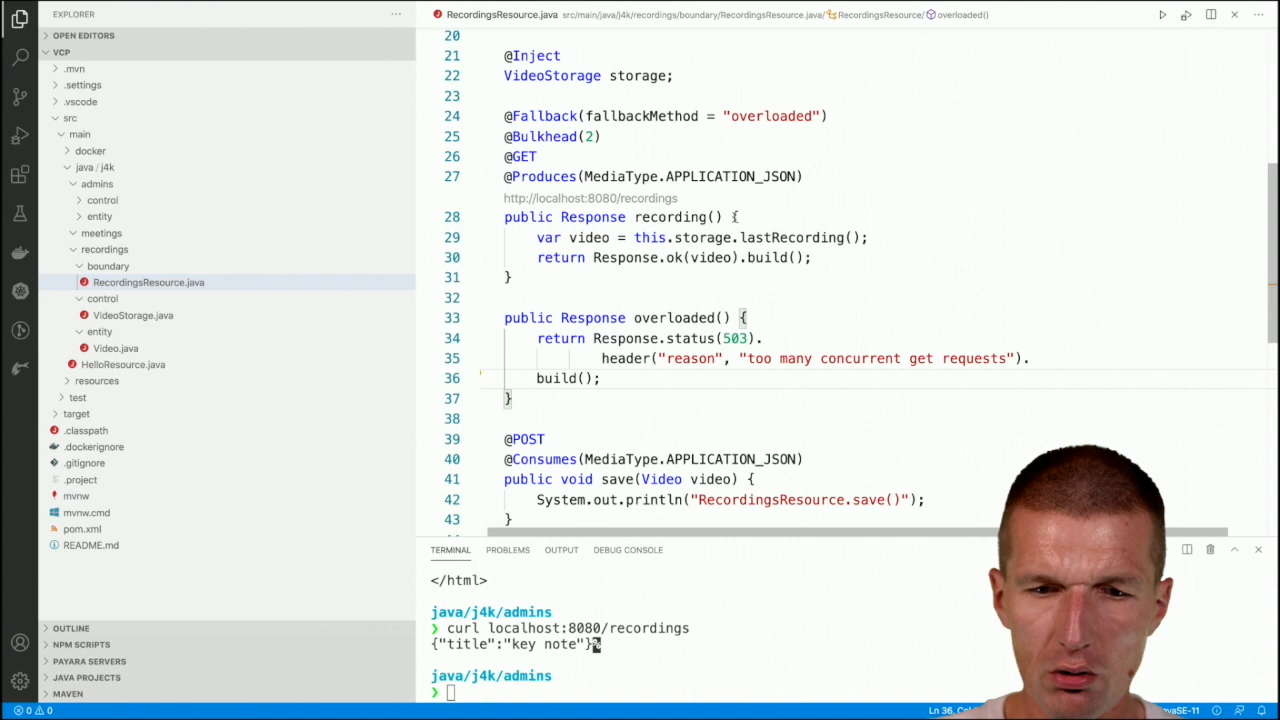 EXPLORER
OPEN EDITORS
VCP
.mvn
.settings
.vscode
src
main
docker
java / j4k
admins
control
entity
meetings
recordings
boundary
RecordingsResource.java
control
VideoStorage.java
entity
Video.java
HelloResource.java
resources
test
target
.classpath
.dockerignore
.gitignore
.project
mvnw
mvnw.cmd
pom.xml
README.md
OUTLINE
NPM SCRIPTS
PAYARA SERVERS
JAVA PROJECTS
MAVEN
RecordingsResource.java src/main/java/j4k/recordings/boundary/RecordingsResource.java/ RecordingsResource/ overloaded()
20
21 @Inject
22 VideoStorage storage;
23
24 @Fallback(fallbackMethod = "overloaded")
25 @Bulkhead(2)
26 @GET
27 @Produces(MediaType.APPLICATION_JSON)
http://localhost:8080/recordings
28 public Response recording() {
29 var video = this.storage.lastRecording();
30 return Response.ok(video).build();
31 }
32
33 public Response overloaded() {
34 return Response.status(503).
35 header("reason", "too many concurrent get requests").
36 build();
37 }
38
39 @POST
40 @Consumes(MediaType.APPLICATION_JSON)
41 public void save(Video video) {
42 System.out.println("RecordingsResource.save()");
43 }
TERMINAL PROBLEMS OUTPUT DEBUG CONSOLE
</html>
java/j4k/admins
❯ curl localhost:8080/recordings
{"title":"key note"}%
java/j4k/admins
❯
0 0 Ln 36,